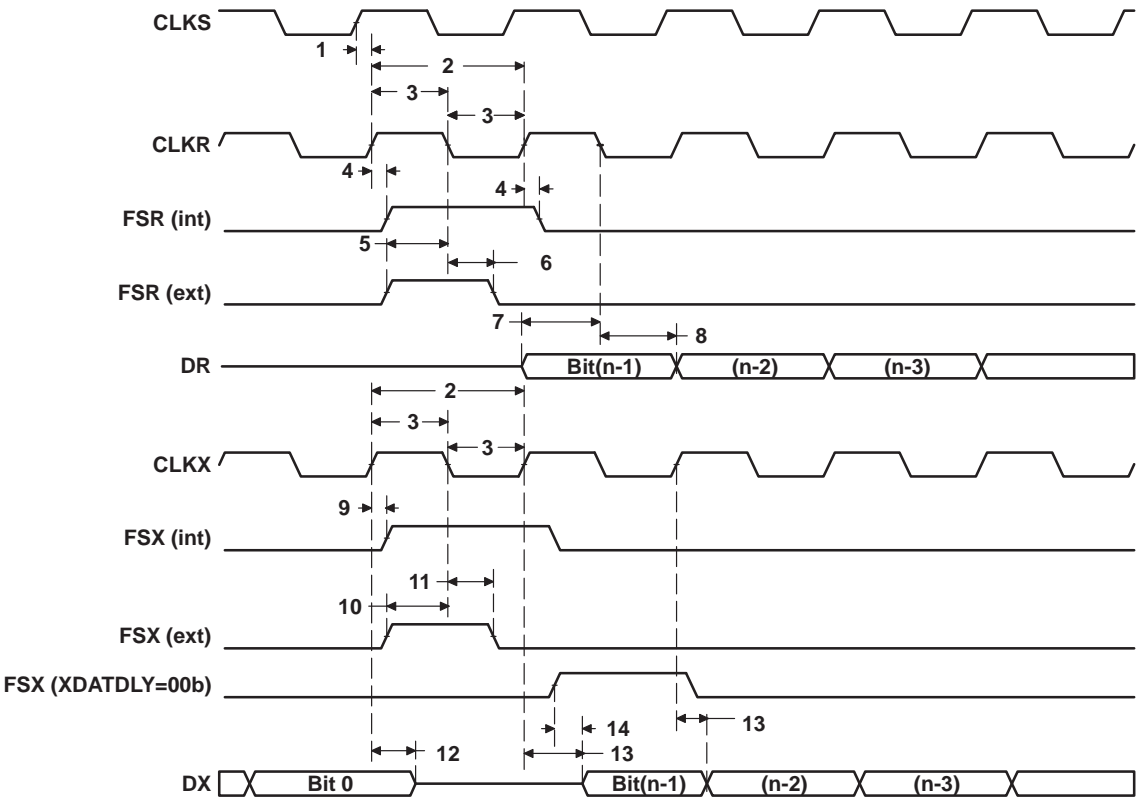 CLKS
1
2
3
3
CLKR
4
4
FSR (int)
5
6
FSR (ext)
7
8
DR Bit(n-1) (n-2) (n-3)
2
3
3
CLKX
9
FSX (int)
11
10
FSX (ext)
FSX (XDATDLY=00b)
14
13
12
13
DX Bit 0 Bit(n-1) (n-2) (n-3)